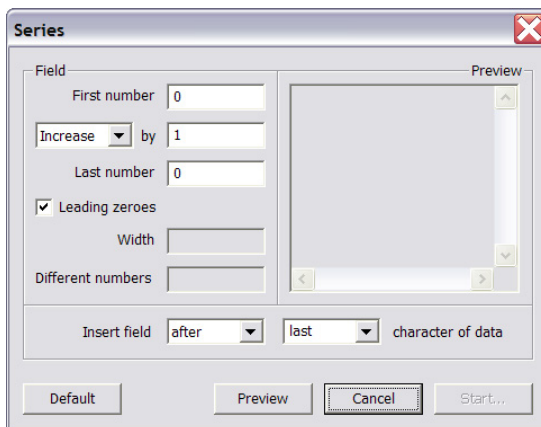 Series
Field
Preview
First number 0
Increase by 1
Last number 0
Leading zeroes
Width
Different numbers
Insert field after last character of data
Default Preview Cancel Start...